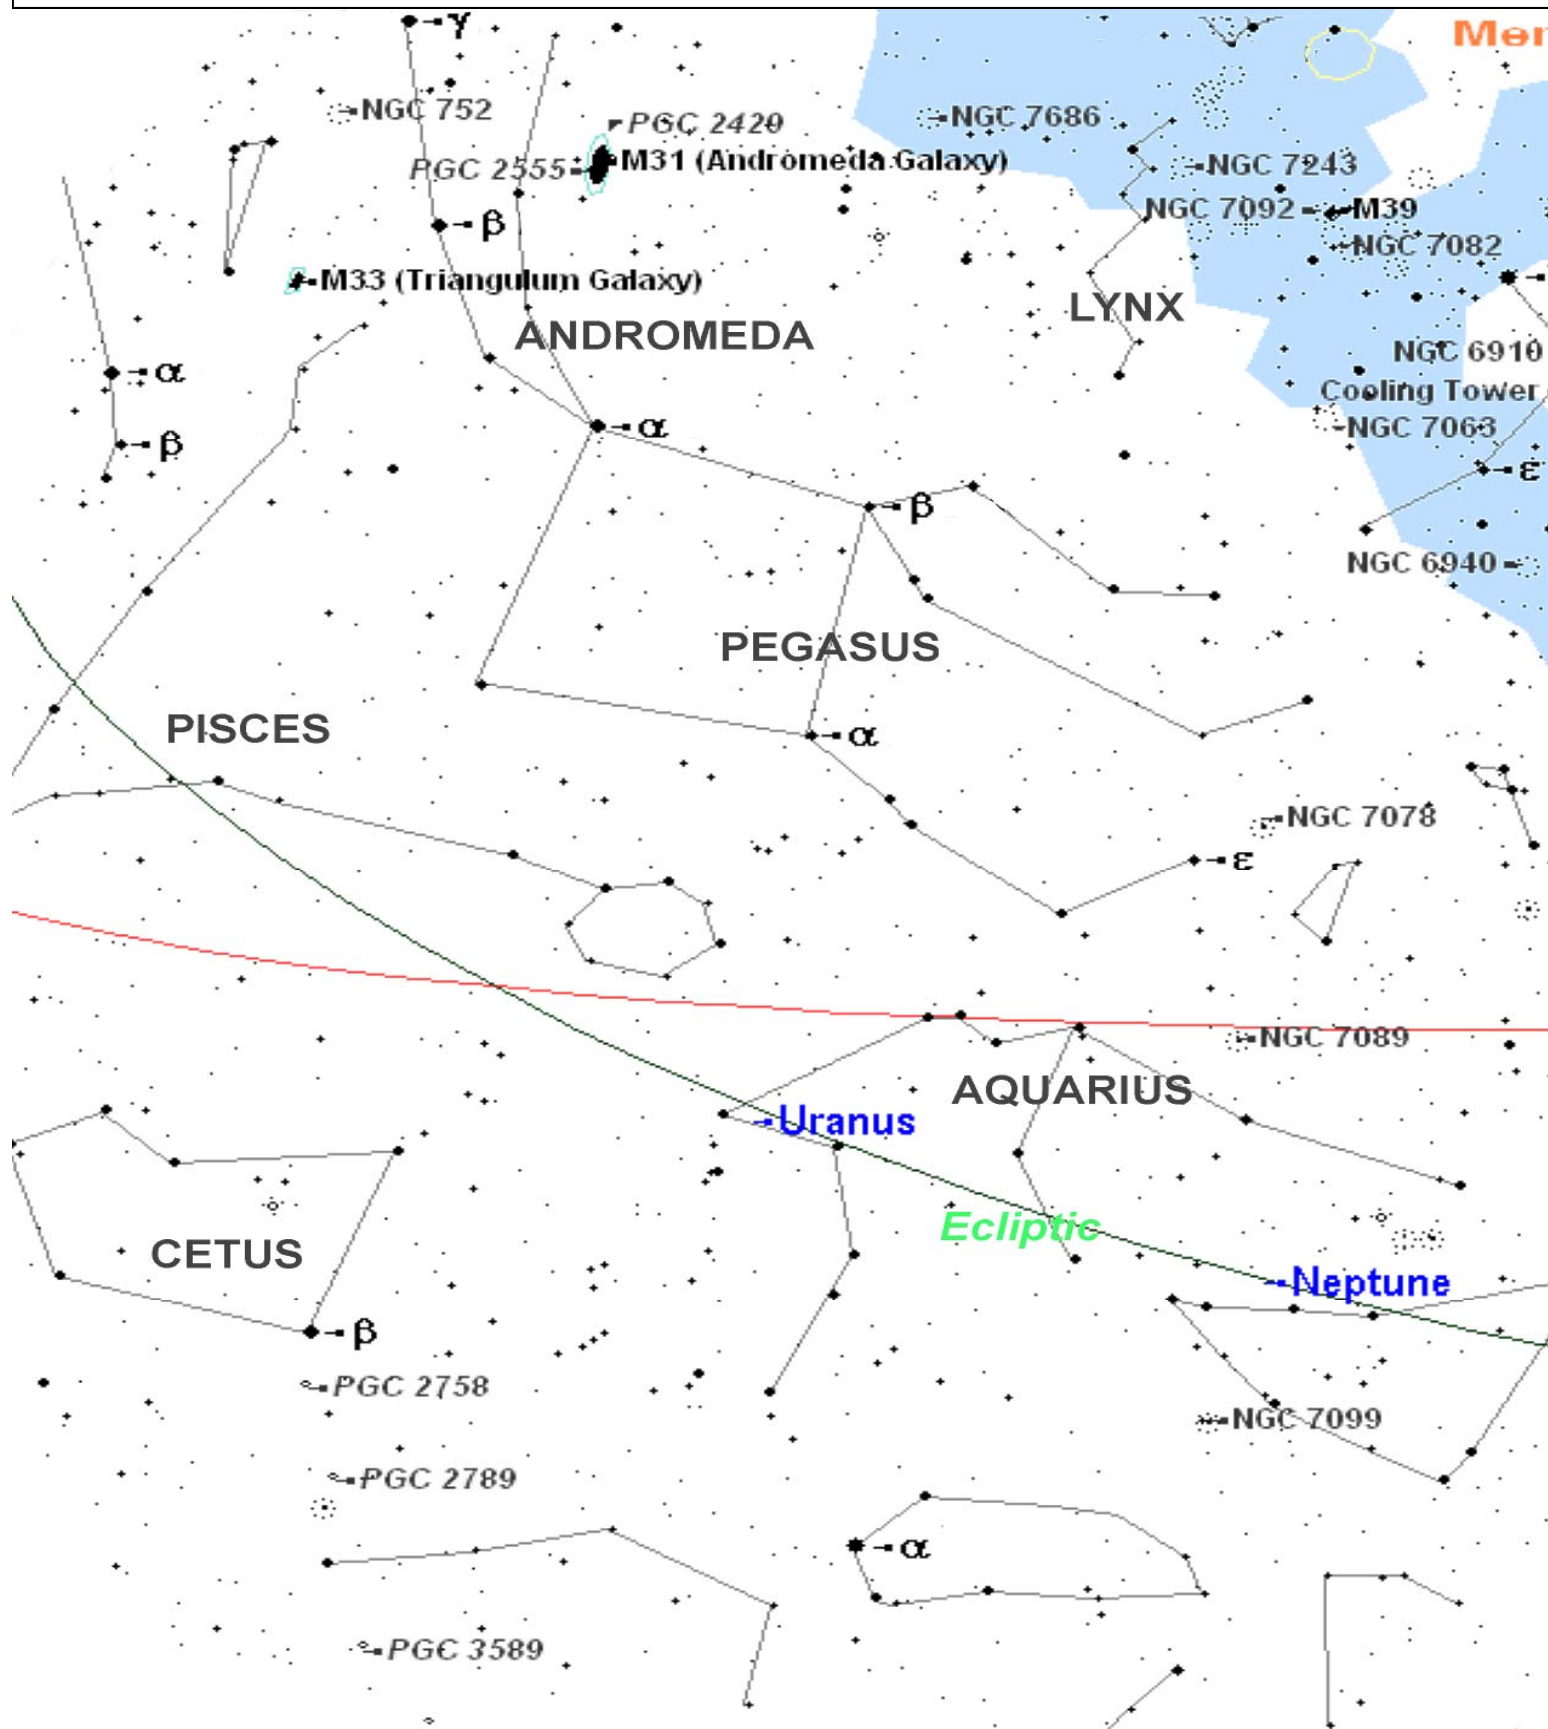 γ
Mer
NGC 752
PGC 2420
NGC 7686
PGC 2555
M31 (Andromeda Galaxy)
NGC 7243
NGC 7092
M39
β
NGC 7082
M33 (Triangulum Galaxy)
LYNX
ANDROMEDA
NGC 6910
α
Cooling Tower
α
NGC 7063
β
ε
β
NGC 6940
PEGASUS
PISCES
α
NGC 7078
ε
NGC 7089
AQUARIUS
Uranus
Ecliptic
CETUS
Neptune
β
PGC 2758
NGC 7099
PGC 2789
α
PGC 3589